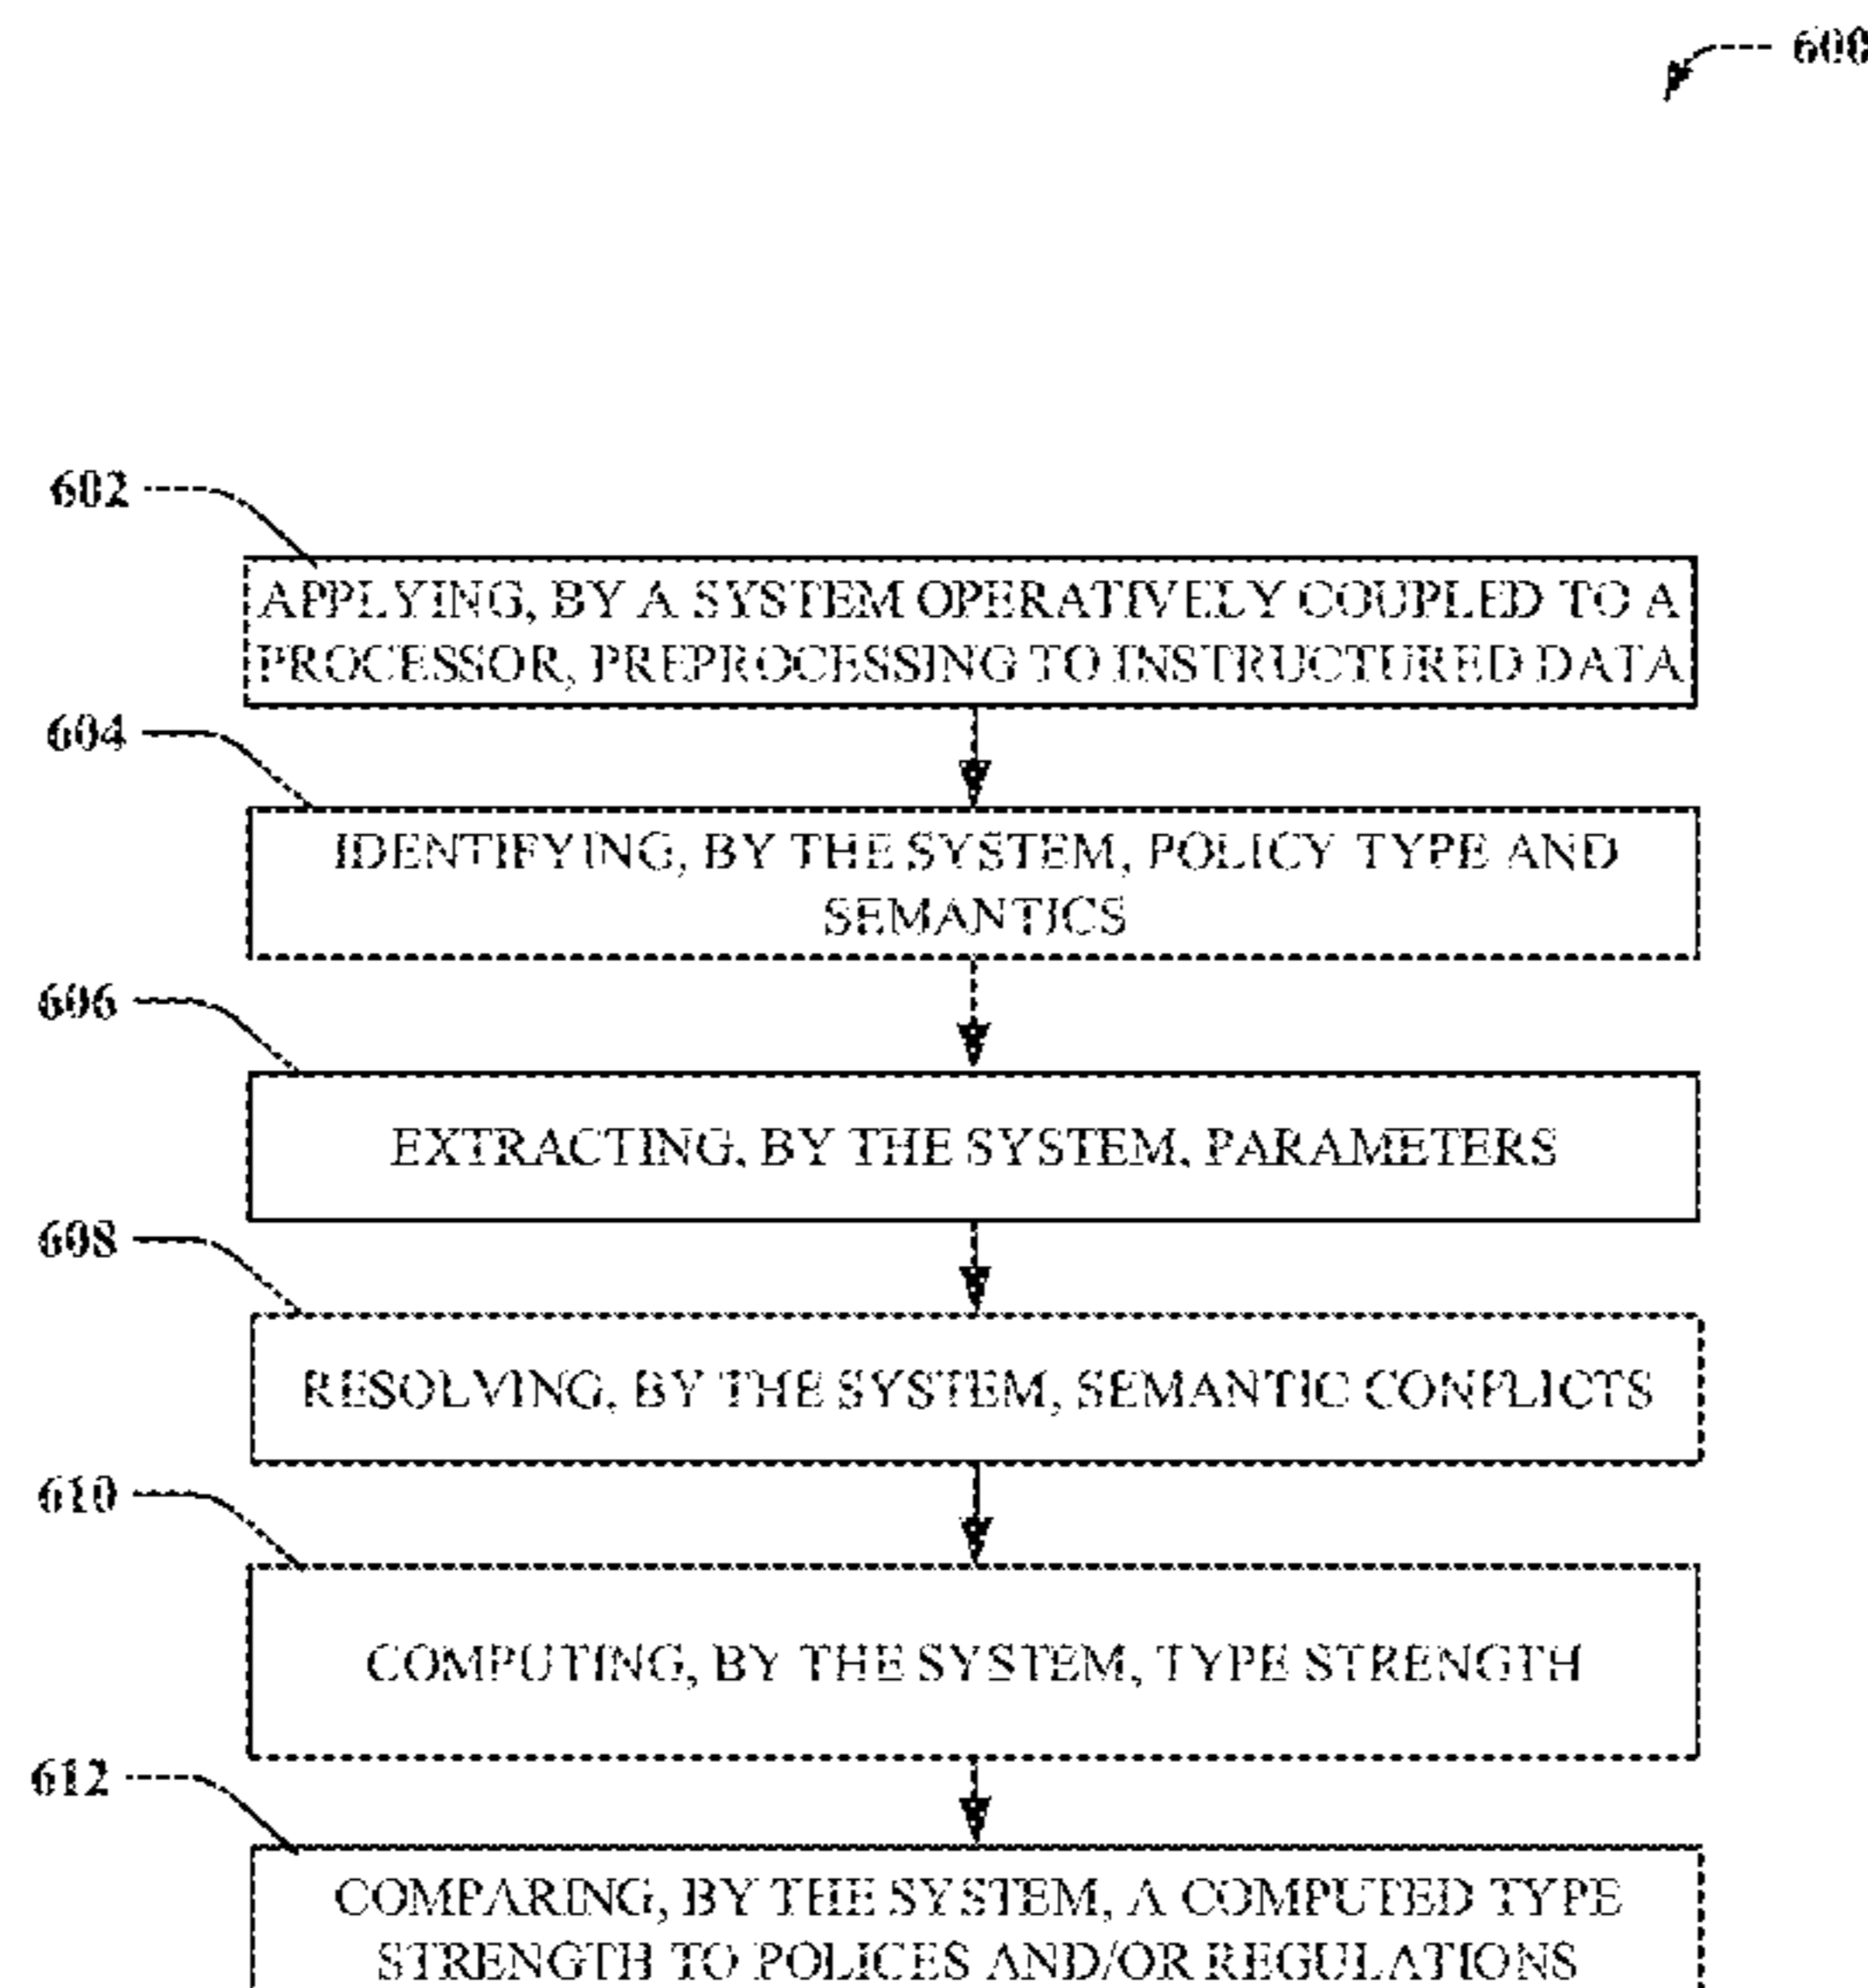 600
602
APPLYING, BY A SYSTEM OPERATIVELY COUPLED TO A
PROCESSOR, PREPROCESSING TO INSTRUCTURED DATA
604
IDENTIFYING, BY THE SYSTEM, POLICY TYPE AND
SEMANTICS
606
EXTRACTING, BY THE SYSTEM, PARAMETERS
608
RESOLVING, BY THE SYSTEM, SEMANTIC CONFLICTS
610
COMPUTING, BY THE SYSTEM, TYPE STRENGTH
612
COMPARING, BY THE SYSTEM, A COMPUTED TYPE
STRENGTH TO POLICES AND/OR REGULATIONS